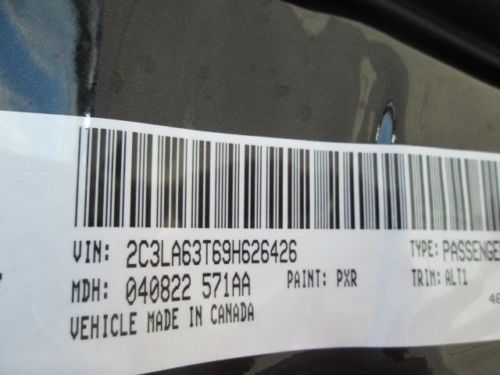 VIN: 2C3LA63T69H626426 TYPE: PASSENGE
MDH: 040822 571AA PAINT: PXR TRIM: ALT1
VEHICLE MADE IN CANADA